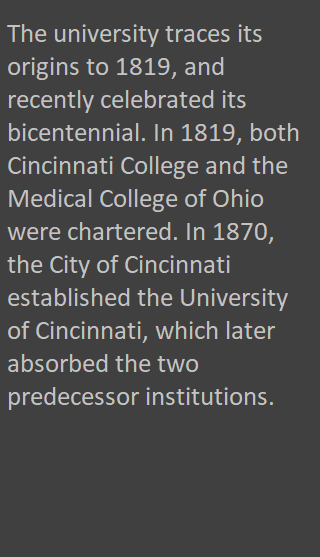 The university traces its
origins to 1819, and
recently celebrated its
bicentennial. In 1819, both
Cincinnati College and the
Medical College of Ohio
were chartered. In 1870,
the City of Cincinnati
established the University
of Cincinnati, which later
absorbed the two
predecessor institutions.